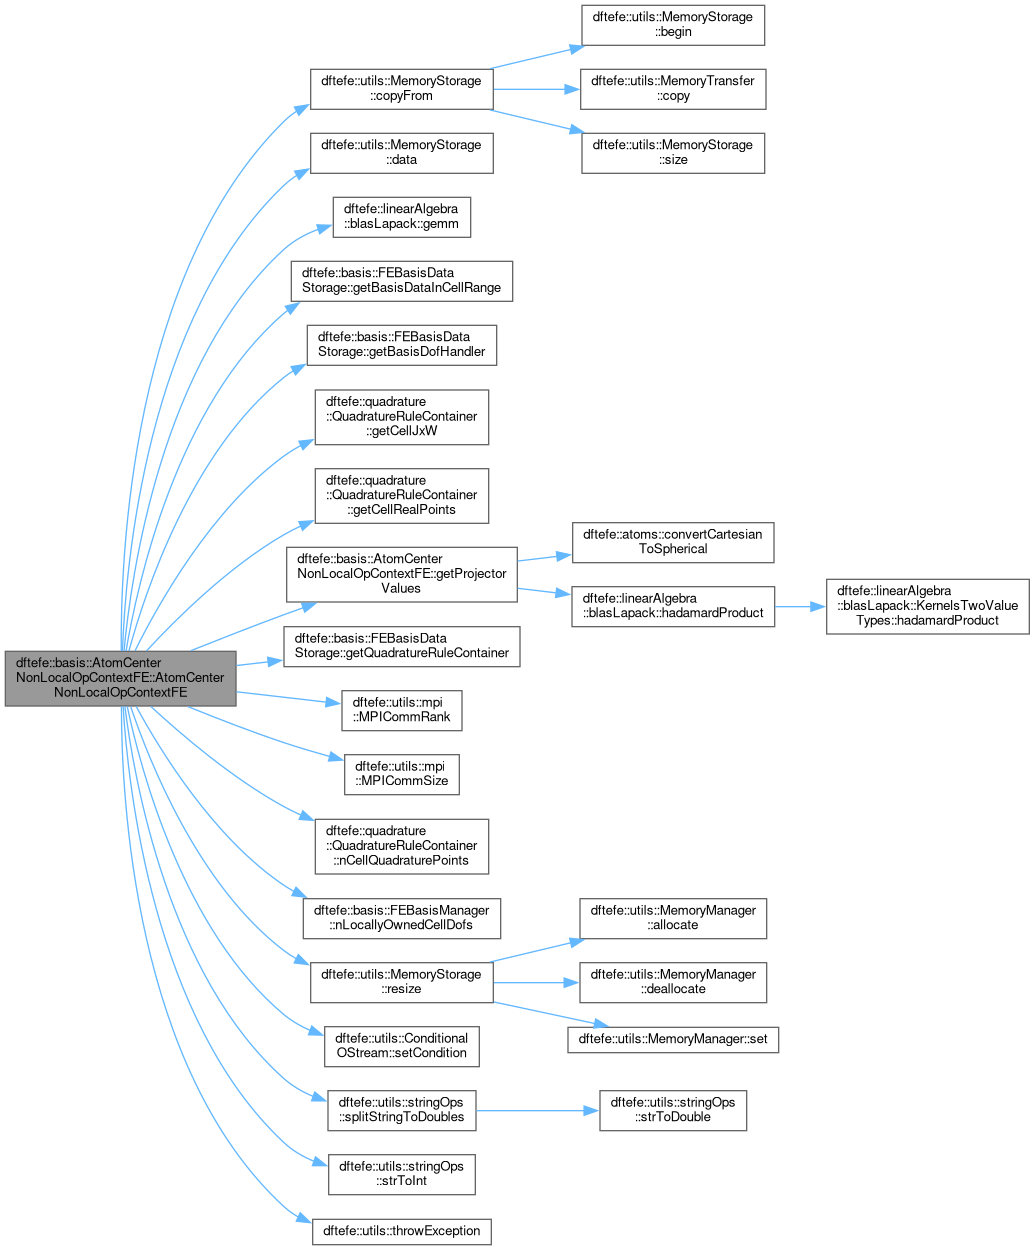 dftefe::utils::MemoryStorage
::begin
dftefe::utils::MemoryStorage
::copyFrom
dftefe::utils::MemoryTransfer
::copy
dftefe::utils::MemoryStorage
::data
dftefe::utils::MemoryStorage
::size
dftefe::linearAlgebra
::blasLapack::gemm
dftefe::basis::FEBasisData
Storage::getBasisDataInCellRange
dftefe::basis::FEBasisData
Storage::getBasisDofHandler
dftefe::quadrature
::QuadratureRuleContainer
::getCellJxW
dftefe::quadrature
::QuadratureRuleContainer
::getCellRealPoints
dftefe::basis::AtomCenter
NonLocalOpContextFE::getProjector
Values
dftefe::atoms::convertCartesian
ToSpherical
dftefe::linearAlgebra
::blasLapack::hadamardProduct
dftefe::linearAlgebra
::blasLapack::KernelsTwoValue
Types::hadamardProduct
dftefe::basis::FEBasisData
Storage::getQuadratureRuleContainer
dftefe::basis::AtomCenter
NonLocalOpContextFE::AtomCenter
NonLocalOpContextFE
dftefe::utils::mpi
::MPICommRank
dftefe::utils::mpi
::MPICommSize
dftefe::quadrature
::QuadratureRuleContainer
::nCellQuadraturePoints
dftefe::basis::FEBasisManager
::nLocallyOwnedCellDofs
dftefe::utils::MemoryManager
::allocate
dftefe::utils::MemoryStorage
::resize
dftefe::utils::MemoryManager
::deallocate
dftefe::utils::MemoryManager::set
dftefe::utils::Conditional
OStream::setCondition
dftefe::utils::stringOps
::splitStringToDoubles
dftefe::utils::stringOps
::strToDouble
dftefe::utils::stringOps
::strToInt
dftefe::utils::throwException